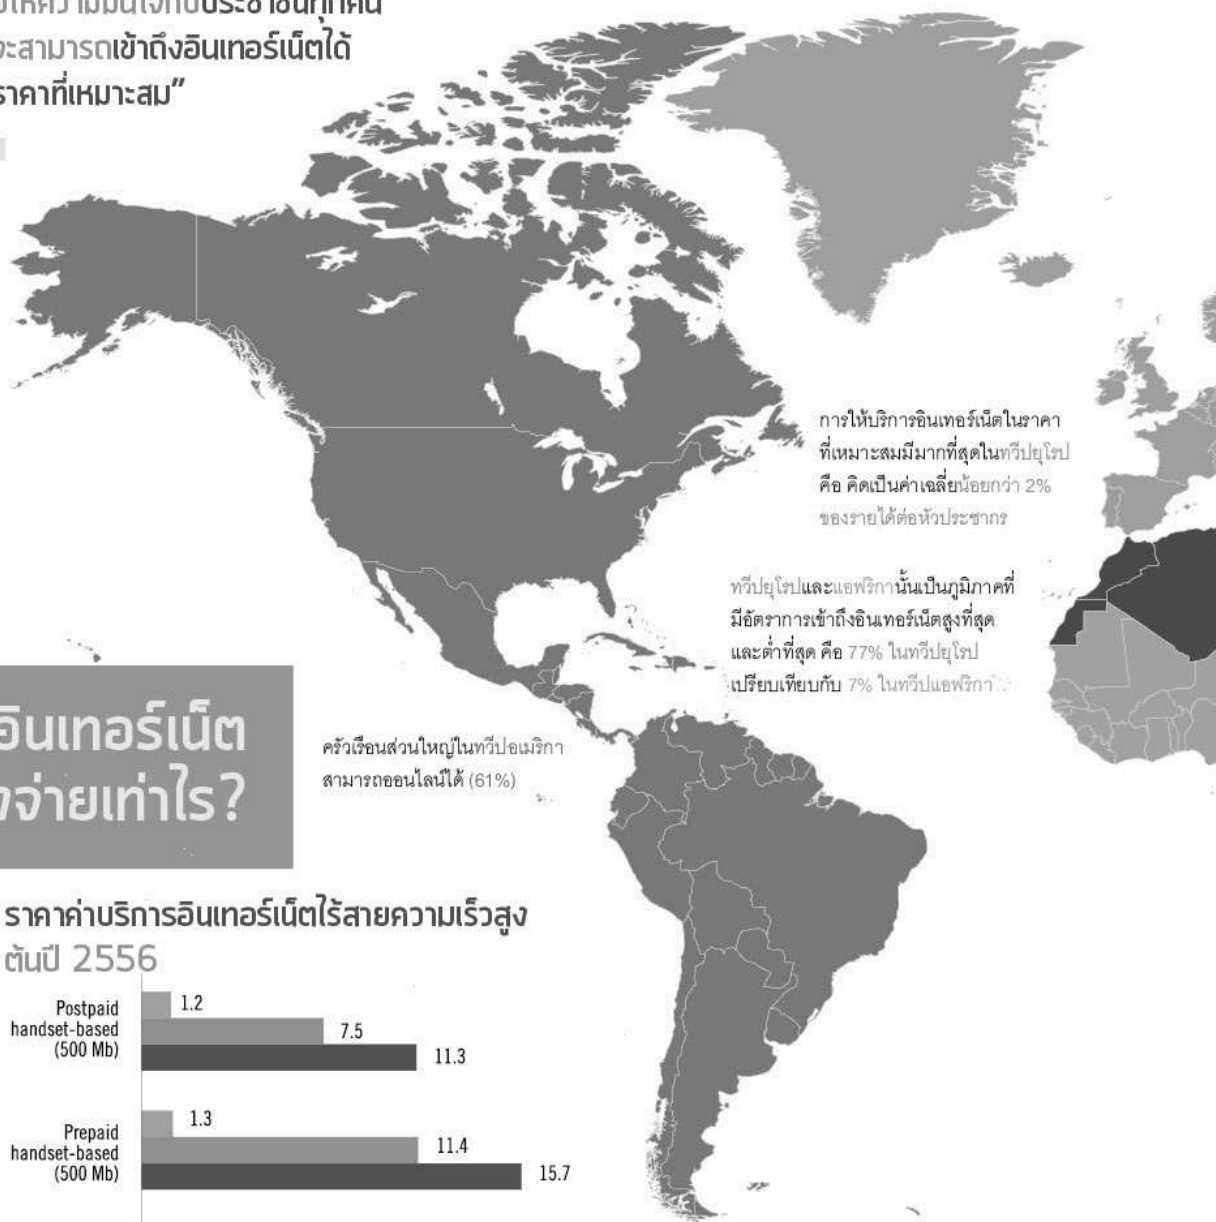 ให้ความมั่นใจกับประชาชนทุกคน
จะสามารถเข้าถึงอินเทอร์เน็ตได้
ราคาที่เหมาะสม”
การให้บริการอินเทอร์เน็ตในราคา
ที่เหมาะสมมีมากที่สุดในทวีปยุโรป
คือ คิดเป็นค่าเฉลี่ยน้อยกว่า 2%
ของรายได้ต่อหัวประชากร
ทวีปยุโรปและแอฟริกานั้นเป็นภูมิภาคที่
มีอัตราการเข้าถึงอินเทอร์เน็ตสูงที่สุด
และต่ำที่สุด คือ 77% ในทวีปยุโรป
เปรียบเทียบกับ 7% ในทวีปแอฟริกา
อินเทอร์เน็ต
จ่ายเท่าไร?
ครัวเรือนส่วนใหญ่ในทวีปอเมริกา
สามารถออนไลน์ได้ (61%)
ราคาค่าบริการอินเทอร์เน็ตไร้สายความเร็วสูง
ต้นปี 2556
Postpaid
handset-based
(500 Mb)
1.2
7.5
11.3
Prepaid
handset-based
(500 Mb)
1.3
11.4
15.7